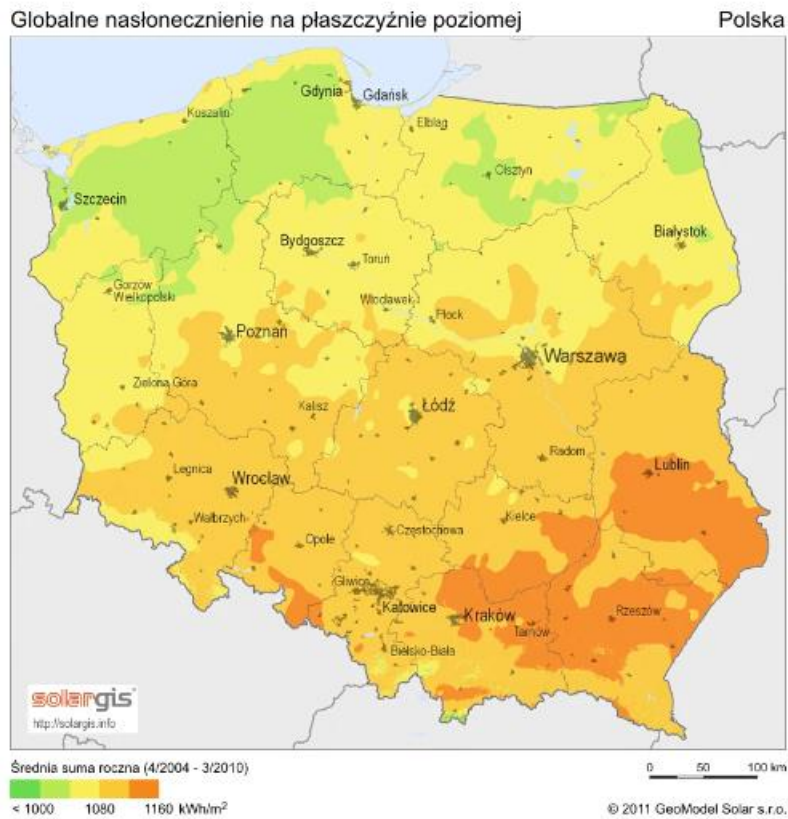 Globalne nasłonecznienie na płaszczyźnie poziomej
Polska
Gdynia
Gdańsk
Koszalin
Elbląg
Olsztyn
Szczecin
Białystok
Bydgoszcz
Toruń
Gorzów
Wielkopolski
Włocławek
Płock
Poznań
Warszawa
Zielona Góra
Kalisz
Łódź
Radom
Lublin
Legnica
Wrocław
Wałbrzych
Opole
Częstochowa
Kielce
Gliwice
Katowice
Kraków
Tarnów
Rzeszów
Bielsko-Biała
solargis
http://solargis.info
Średnia suma roczna (4/2004 - 3/2010)
0 50 100 km
< 1000 1080 1160 kWh/m²
© 2011 GeoModel Solar s.r.o.